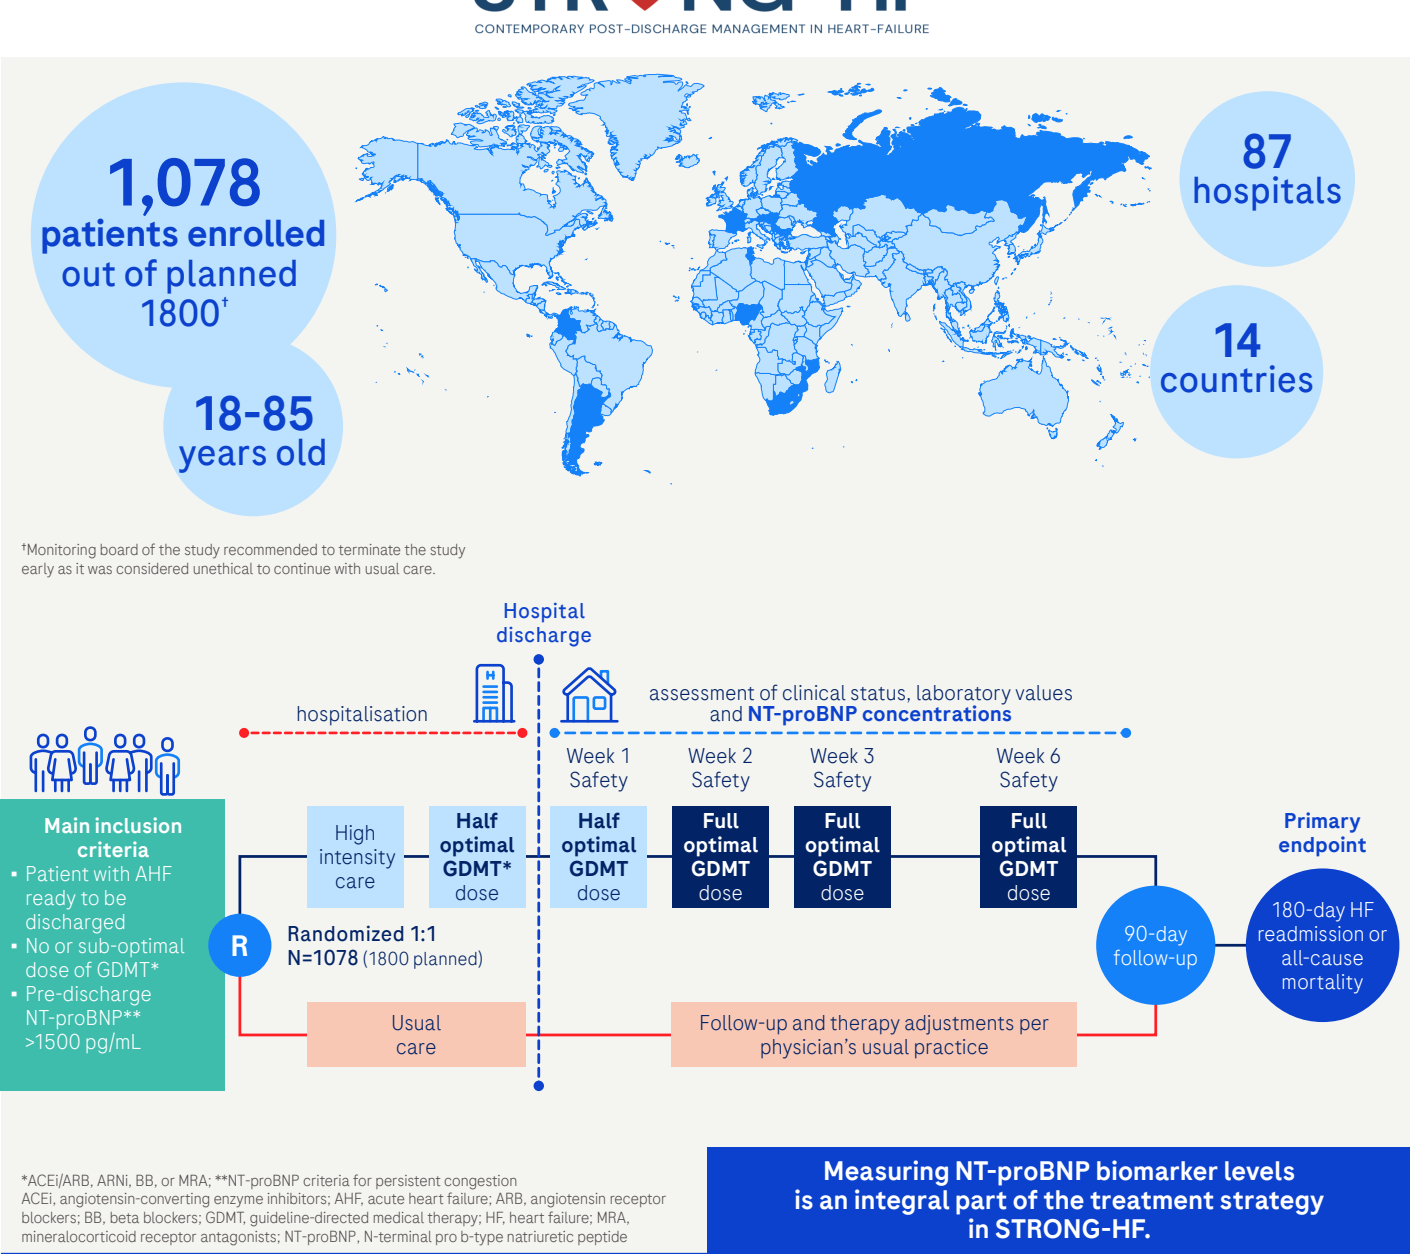 STRONG-HF
CONTEMPORARY POST-DISCHARGE MANAGEMENT IN HEART-FAILURE
1,078
patients enrolled
out of planned
1800†
18-85
years old
87
hospitals
14
countries
†Monitoring board of the study recommended to terminate the study
early as it was considered unethical to continue with usual care.
Hospital
discharge
H
hospitalisation
assessment of clinical status, laboratory values
and NT-proBNP concentrations
Week 1
Safety
Week 2
Safety
Week 3
Safety
Week 6
Safety
Main inclusion
criteria
▪ Patient with AHF
ready to be
discharged
▪ No or sub-optimal
dose of GDMT*
▪ Pre-discharge
NT-proBNP**
>1500 pg/mL
R
Randomized 1:1
N=1078 (1800 planned)
High
intensity
care
Half
optimal
GDMT*
dose
Half
optimal
GDMT
dose
Full
optimal
GDMT
dose
Full
optimal
GDMT
dose
Full
optimal
GDMT
dose
Usual
care
Follow-up and therapy adjustments per
physician's usual practice
90-day
follow-up
Primary
endpoint
180-day HF
readmission or
all-cause
mortality
*ACEi/ARB, ARNi, BB, or MRA; **NT-proBNP criteria for persistent congestion
ACEi, angiotensin-converting enzyme inhibitors; AHF, acute heart failure; ARB, angiotensin receptor
blockers; BB, beta blockers; GDMT, guideline-directed medical therapy; HF, heart failure; MRA,
mineralocorticoid receptor antagonists; NT-proBNP, N-terminal pro b-type natriuretic peptide
Measuring NT-proBNP biomarker levels
is an integral part of the treatment strategy
in STRONG-HF.